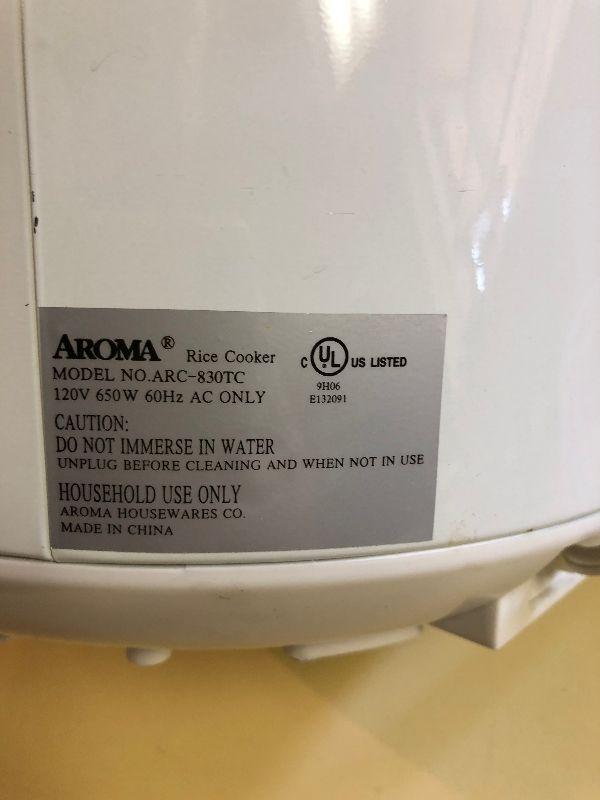 AROMA® Rice Cooker
MODEL NO.ARC-830TC
120V 650W 60Hz AC ONLY
C UL US LISTED
9H06
E132091
CAUTION:
DO NOT IMMERSE IN WATER
UNPLUG BEFORE CLEANING AND WHEN NOT IN USE
HOUSEHOLD USE ONLY
AROMA HOUSEWARES CO.
MADE IN CHINA